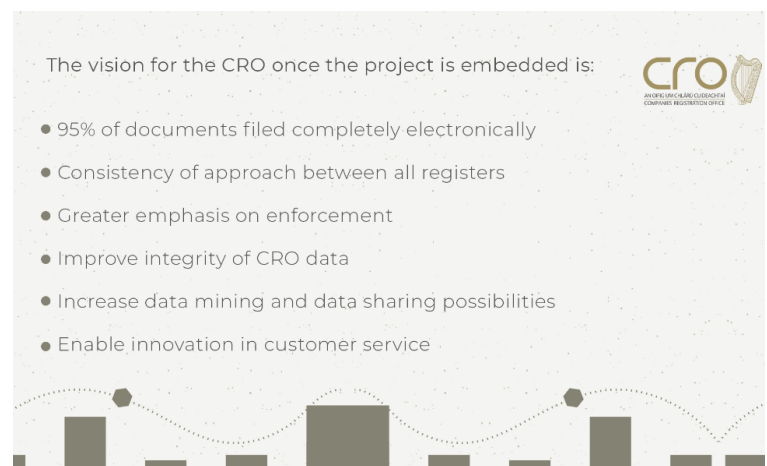 The vision for the CRO once the project is embedded is:
cro
AN OIFIG UM CHLÁRÚ CUIDEACHTAÍ
COMPANIES REGISTRATION OFFICE
95% of documents filed completely electronically
Consistency of approach between all registers
Greater emphasis on enforcement
Improve integrity of CRO data
Increase data mining and data sharing possibilities
Enable innovation in customer service